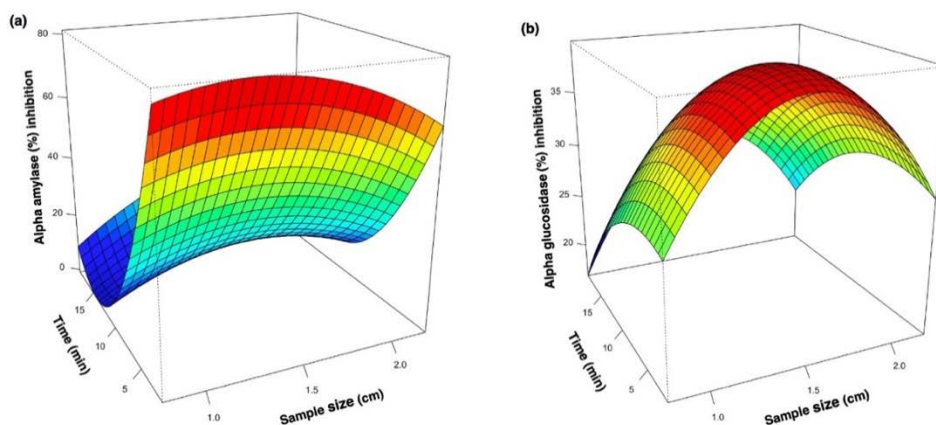 (a)
80
60
40
20
0
Alpha amylase (%) inhibition
15
10
5
Time (min)
1.0
1.5
2.0
Sample size (cm)
(b)
35
30
25
20
Alpha glucosidase (%) inhibition
15
10
5
Time (min)
1.0
1.5
2.0
Sample size (cm)